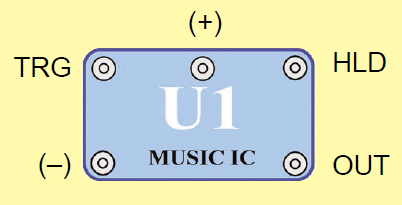 (+)
TRG
HLD
U1
MUSIC IC
(–)
OUT